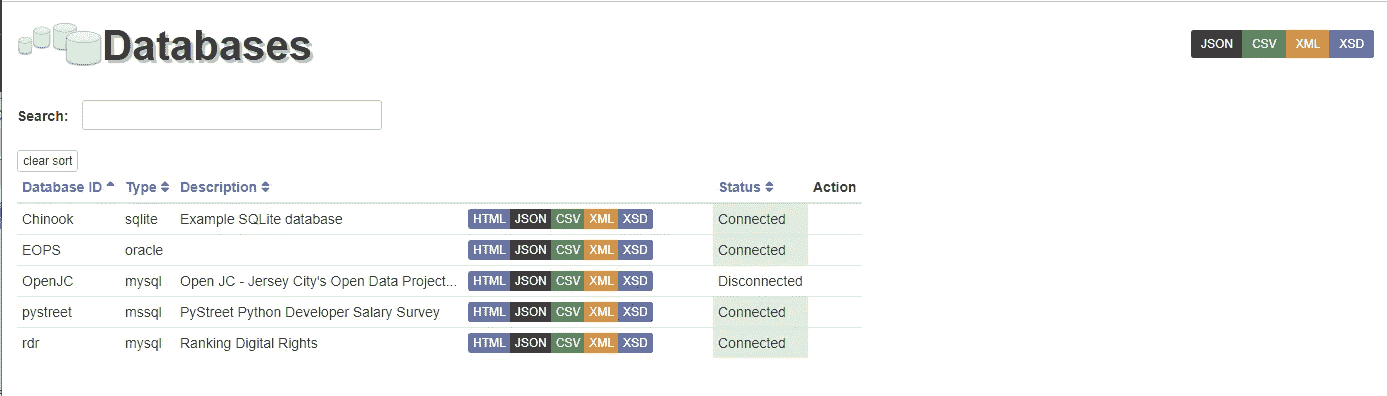 Databases
JSON CSV XML XSD
Search:
clear sort
Database ID Type Description Status Action
Chinook sqlite Example SQLite database HTML JSON CSV XML XSD Connected
EOPS oracle HTML JSON CSV XML XSD Connected
OpenJC mysql Open JC - Jersey City's Open Data Project... HTML JSON CSV XML XSD Disconnected
pystreet mssql PyStreet Python Developer Salary Survey HTML JSON CSV XML XSD Connected
rdr mysql Ranking Digital Rights HTML JSON CSV XML XSD Connected